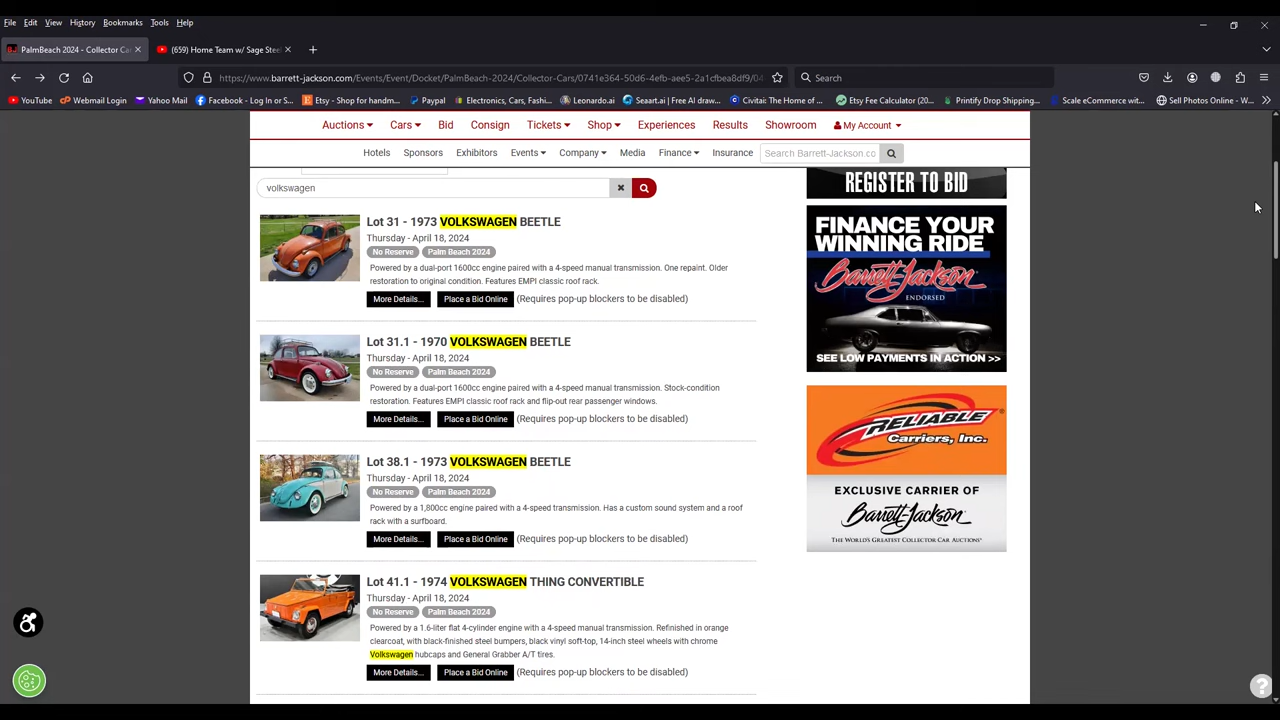 File Edit View History Bookmarks Tools Help
PalmBeach 2024 - Collector Ca
(659) Home Team w/ Sage Stee
https://www.barrett-jackson.com/Events/Event/Docket/PalmBeach-2024/Collector-Cars/0741e364-50d6-4efb-aee5-2a1cfbea8df9/04
Search
YouTube Webmail Login Yahoo Mail Facebook - Log In or S... Etsy - Shop for handm... Paypal Electronics, Cars, Fashi... Leonardo.ai Seaart.ai | Free AI draw... Civitai: The Home of ... Etsy Fee Calculator (20... Printify Drop Shipping... Scale eCommerce wit... Sell Photos Online - W...
Auctions Cars Bid Consign Tickets Shop Experiences Results Showroom My Account
Hotels Sponsors Exhibitors Events Company Media Finance Insurance Search Barrett-Jackson.co
volkswagen
Lot 31 - 1973 VOLKSWAGEN BEETLE
Thursday - April 18, 2024
No Reserve Palm Beach 2024
Powered by a dual-port 1600cc engine paired with a 4-speed manual transmission. One repaint. Older
restoration to original condition. Features EMPI classic roof rack.
More Details... Place a Bid Online (Requires pop-up blockers to be disabled)
Lot 31.1 - 1970 VOLKSWAGEN BEETLE
Thursday - April 18, 2024
No Reserve Palm Beach 2024
Powered by a dual-port 1600cc engine paired with a 4-speed manual transmission. Stock-condition
restoration. Features EMPI classic roof rack and flip-out rear passenger windows.
More Details... Place a Bid Online (Requires pop-up blockers to be disabled)
Lot 38.1 - 1973 VOLKSWAGEN BEETLE
Thursday - April 18, 2024
No Reserve Palm Beach 2024
Powered by a 1,800cc engine paired with a 4-speed transmission. Has a custom sound system and a roof
rack with a surfboard.
More Details... Place a Bid Online (Requires pop-up blockers to be disabled)
Lot 41.1 - 1974 VOLKSWAGEN THING CONVERTIBLE
Thursday - April 18, 2024
No Reserve Palm Beach 2024
Powered by a 1.6-liter flat 4-cylinder engine with a 4-speed manual transmission. Refinished in orange
clearcoat, with black-finished steel bumpers, black vinyl soft-top, 14-inch steel wheels with chrome
Volkswagen hubcaps and General Grabber A/T tires.
More Details... Place a Bid Online (Requires pop-up blockers to be disabled)
REGISTER TO BID
FINANCE YOUR
WINNING RIDE
Barrett-Jackson
ENDORSED
SEE LOW PAYMENTS IN ACTION >>
RELIABLE
Carriers, Inc.
EXCLUSIVE CARRIER OF
Barrett-Jackson
THE WORLD'S GREATEST COLLECTOR CAR AUCTIONS